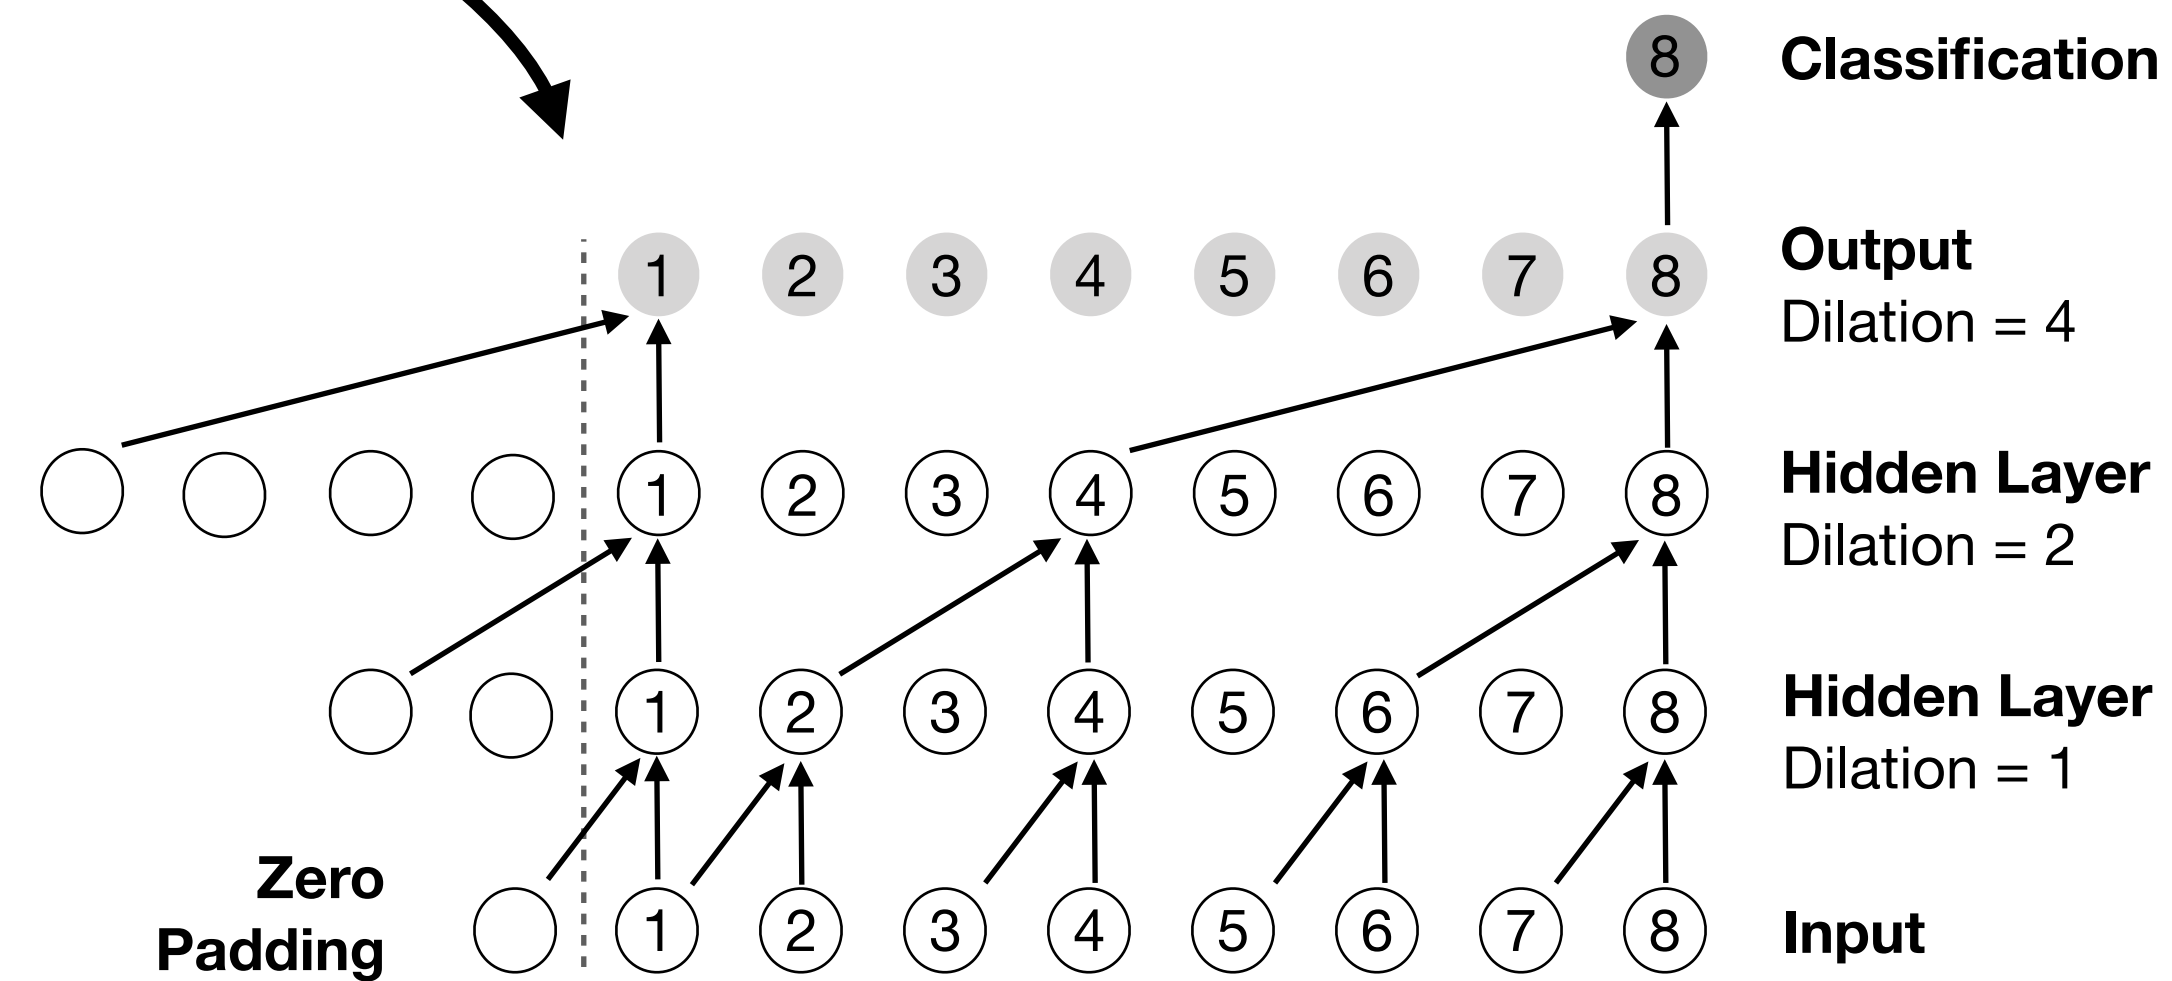 8 Classification
1 2 3 4 5 6 7 8 Output
Dilation = 4
1 2 3 4 5 6 7 8 Hidden Layer
Dilation = 2
1 2 3 4 5 6 7 8 Hidden Layer
Dilation = 1
Zero
Padding
1 2 3 4 5 6 7 8 Input